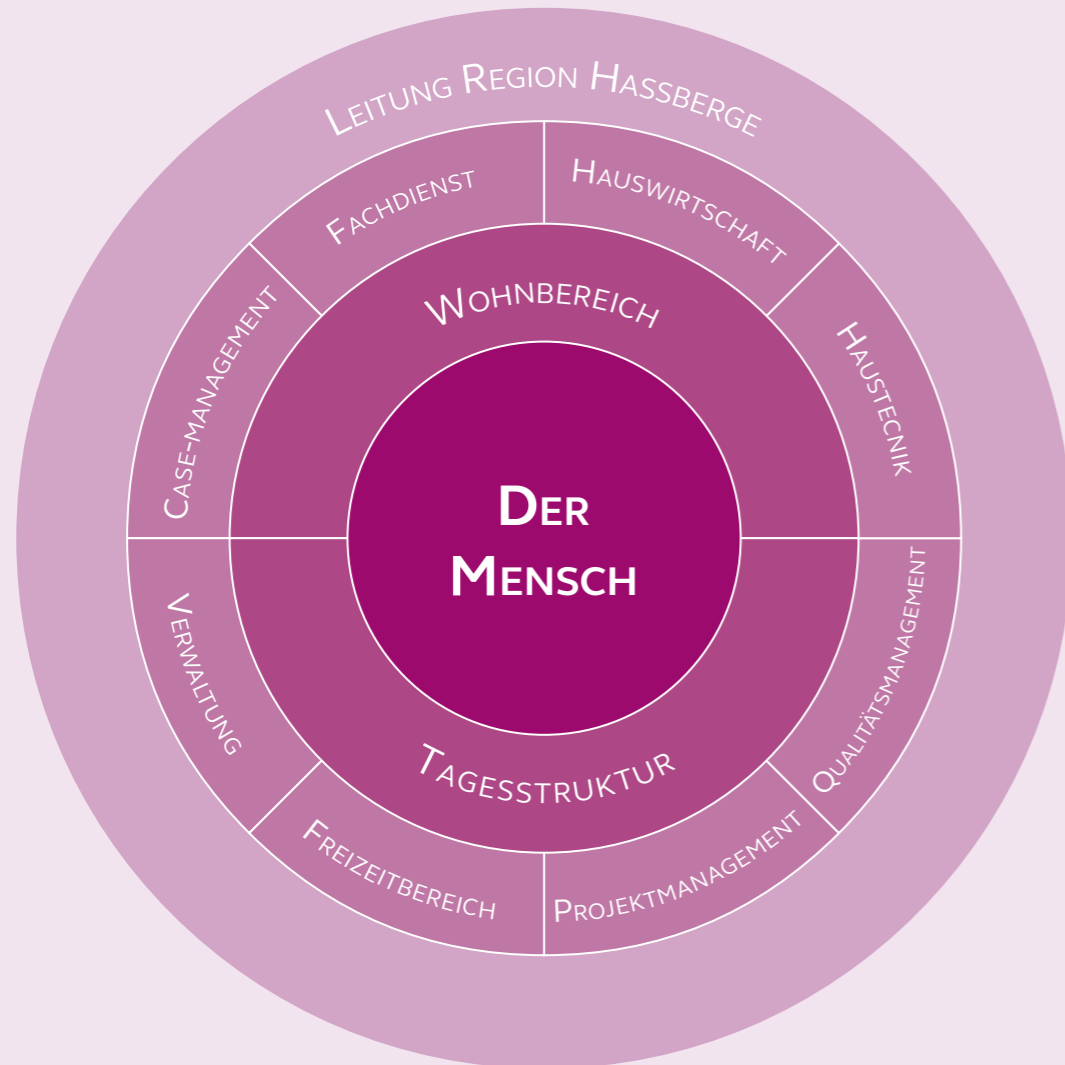 Leitung Region Hassberge
Fachdienst
Hauswirtschaft
Case-management
Wohnbereich
Haustecnik
Der
Mensch
Verwaltung
Tagesstruktur
Qualitätsmanagement
Freizeitbereich
Projektmanagement